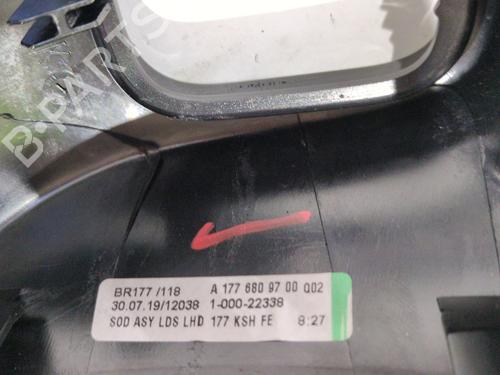 B-PARTS
BR177 /118 A 177 680 97 00 Q02
30.07.19/12038 1-000-22338
SOD ASY LDS LHD 177 KSH FE 8:27